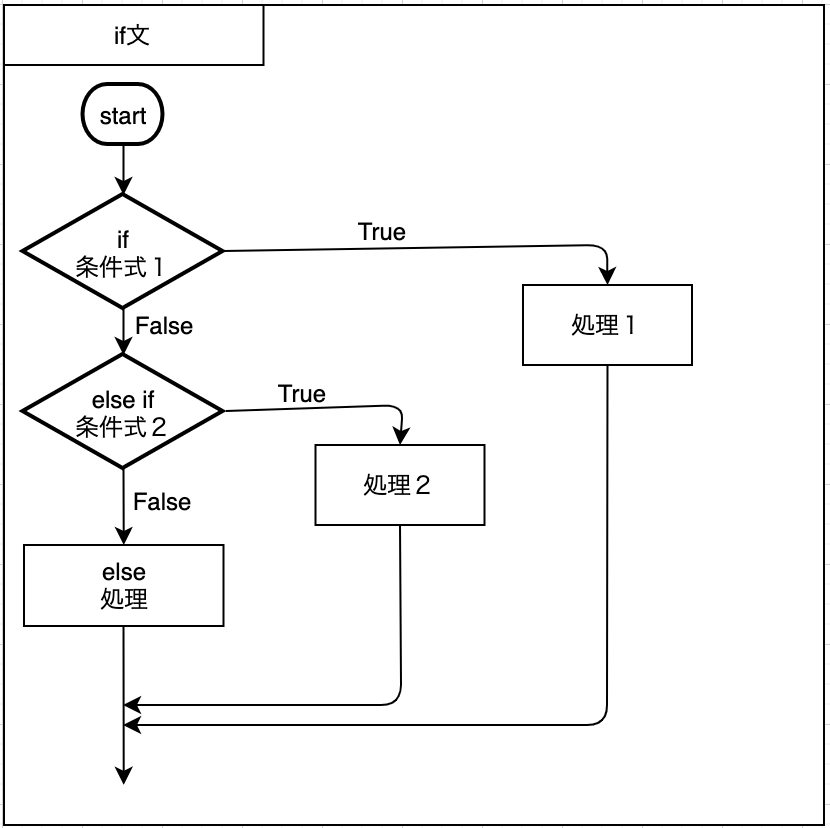 if文
start
if
条件式１
True
処理１
False
else if
条件式２
True
処理２
False
else
処理